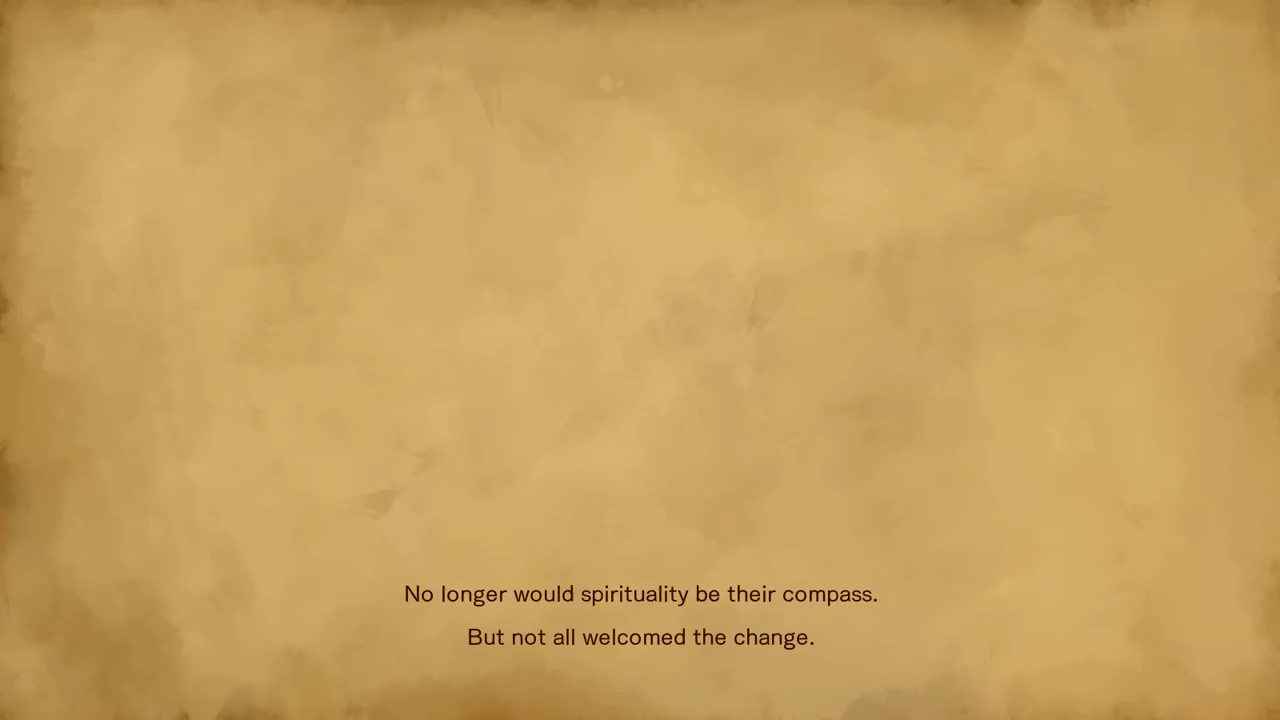 No longer would spirituality be their compass.
But not all welcomed the change.